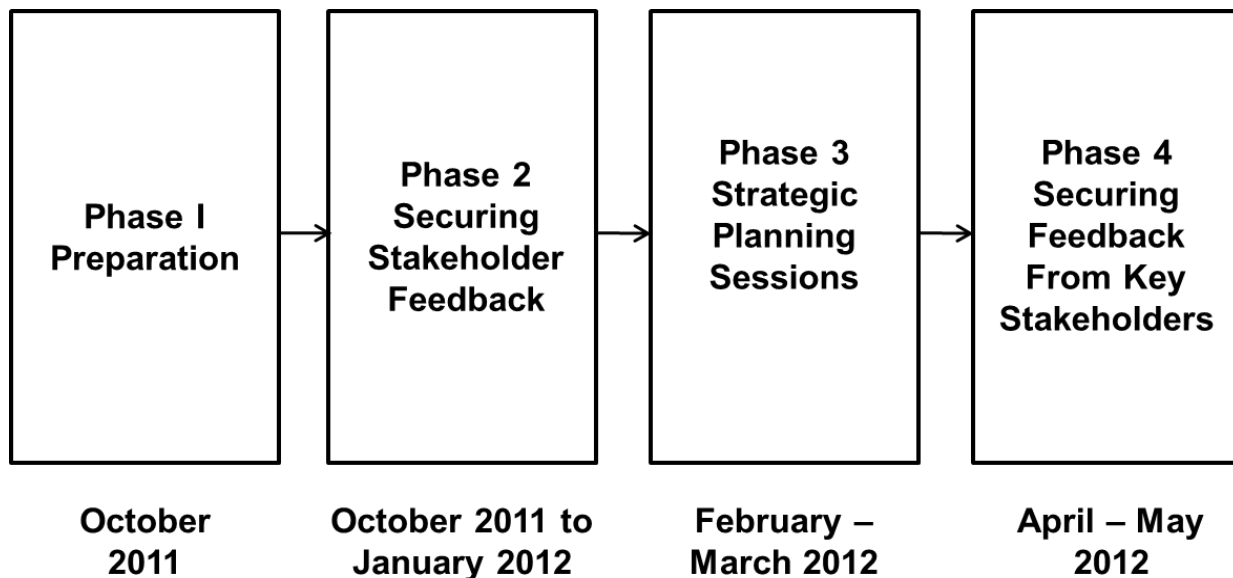 Phase I
Preparation
Phase 2
Securing
Stakeholder
Feedback
Phase 3
Strategic
Planning
Sessions
Phase 4
Securing
Feedback
From Key
Stakeholders
October
2011
October 2011 to
January 2012
February –
March 2012
April – May
2012